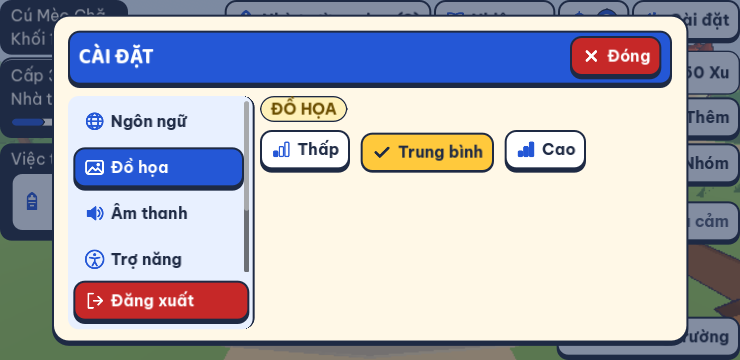 Cú Mèo Chă
Khối
Cài đặt
Cấp 3
Nhà t
50 Xu
Thêm
Việc t
Nhóm
cảm
ường
CÀI ĐẶT
Đóng
Ngôn ngữ
Đồ họa
Âm thanh
Trợ năng
Đăng xuất
ĐỒ HỌA
Thấp
Trung bình
Cao